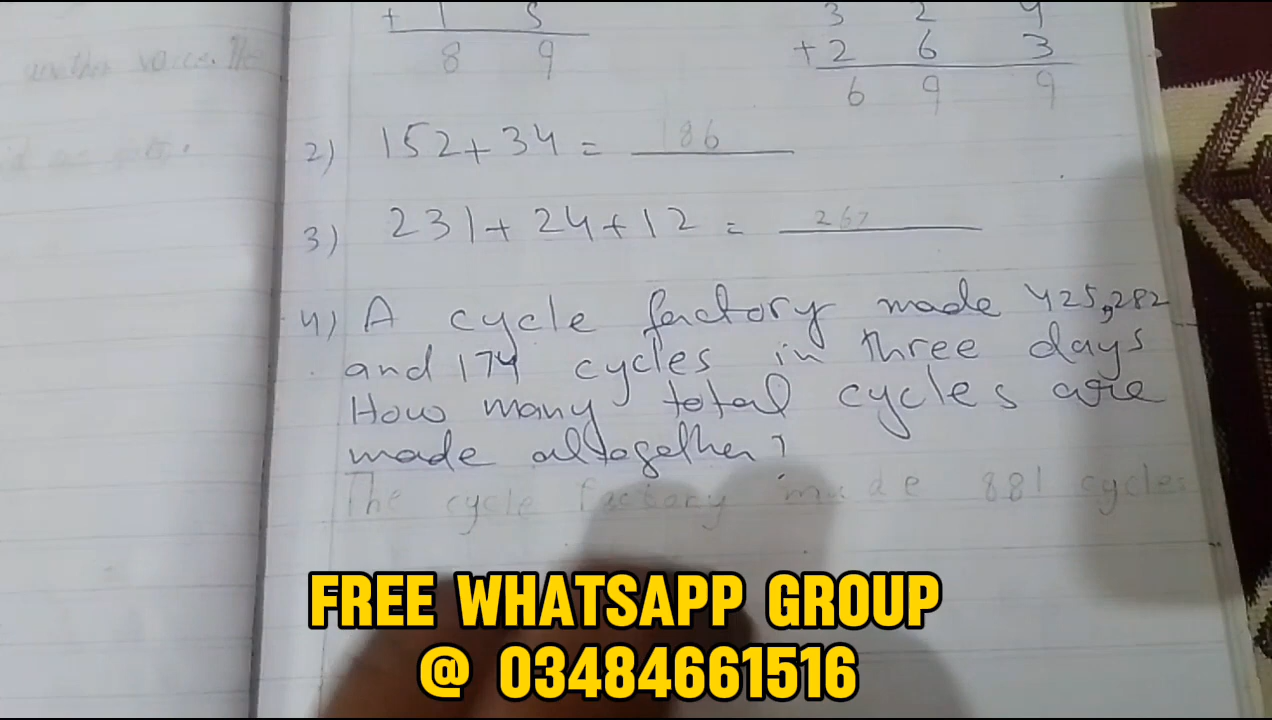 + 1 5
8 9
3 2 4
+2 6 3
6 9 9
2) 152+34= 186
3) 231+ 24+12 = 267
4) A cycle factory made 425,282
and 174 cycles in three days
How many total cycles are
made altogether?
The cycle factory made 881 cycles
FREE WHATSAPP GROUP
@ 03484661516